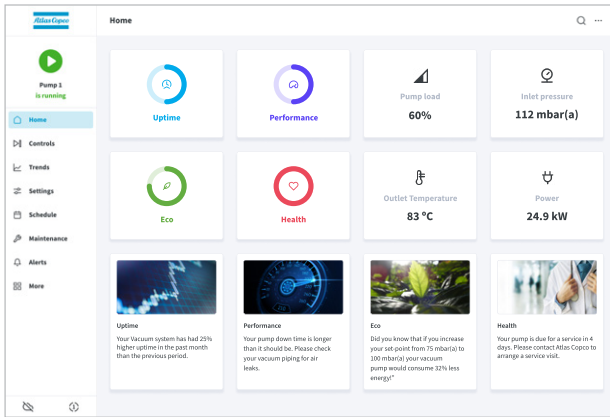 Atlas Copco
Home
Pump 1
is running
Home
Controls
Trends
Settings
Schedule
Maintenance
Alerts
More
Uptime
Performance
Pump load
60%
Inlet pressure
112 mbar(a)
Eco
Health
Outlet Temperature
83 °C
Power
24.9 kW
Uptime
Your Vacuum system has had 25%
higher uptime in the past month
than the previous period.
Performance
Your pump down time is longer
than it should be. Please check
your vacuum piping for air
leaks.
Eco
Did you know that if you increase
your set-point from 75 mbar(a) to
100 mbar(a) your vacuum
pump would consume 32% less
energy!"
Health
Your pump is due for a service in 4
days. Please contact Atlas Copco to
arrange a service visit.